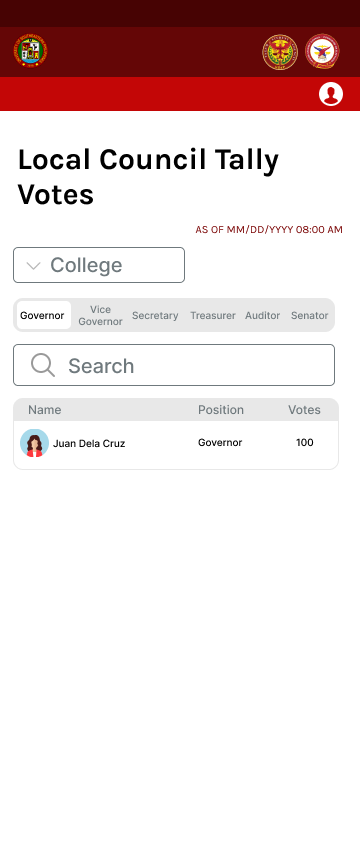 Local Council Tally
Votes
AS OF MM/DD/YYYY 08:00 AM
College
Governor
Vice
Governor
Secretary
Treasurer
Auditor
Senator
Search
Name Position Votes
Juan Dela Cruz Governor 100